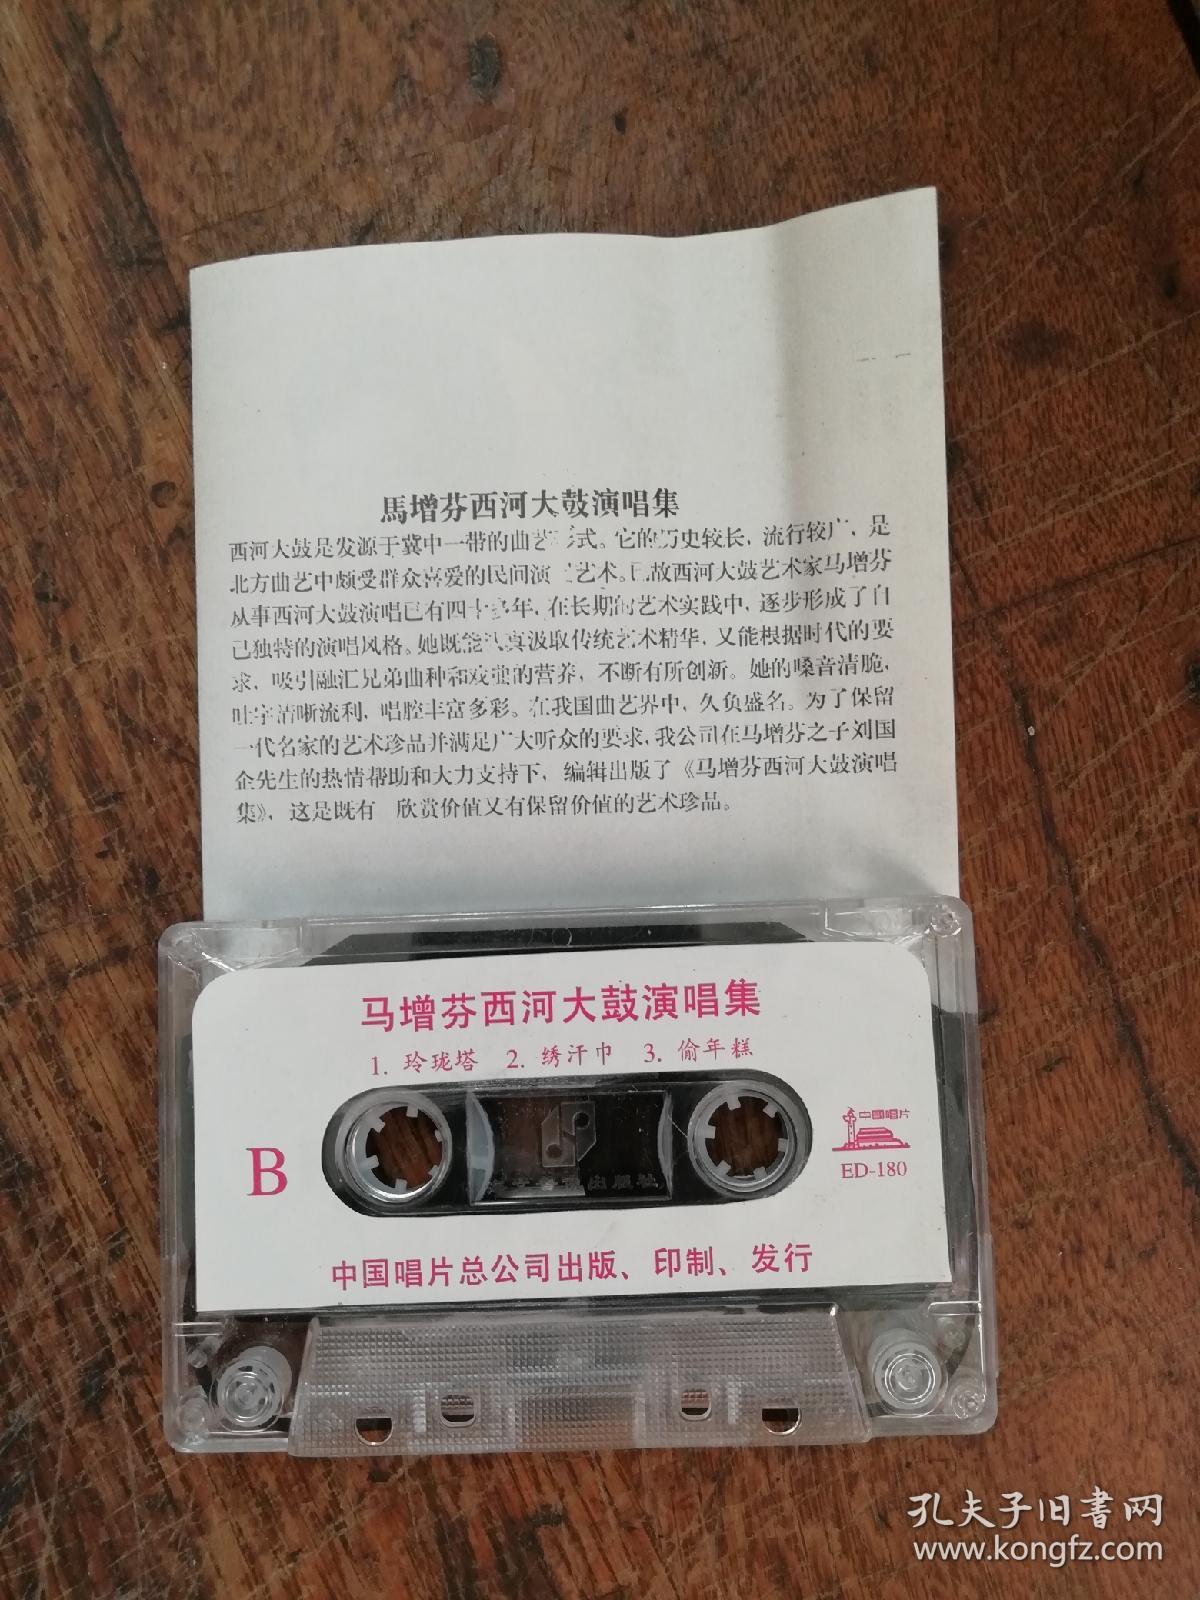 馬增芬西河大鼓演唱集
西河大鼓是发源于冀中一带的曲艺形式。它的历史较长，流行较广，是
北方曲艺中颇受群众喜爱的民间演 艺术。已故西河大鼓艺术家马增芬
从事西河大鼓演唱已有四十多年，在长期的艺术实践中，逐步形成了自
己独特的演唱风格。她既能认真汲取传统艺术精华，又能根据时代的要
求，吸引融汇兄弟曲种和戏曲的营养，不断有所创新。她的嗓音清脆，
吐字清晰流利，唱腔丰富多彩。在我国曲艺界中，久负盛名。为了保留
一代名家的艺术珍品并满足广大听众的要求，我公司在马增芬之子刘国
企先生的热情帮助和大力支持下，编辑出版了《马增芬西河大鼓演唱
集》，这是既有 欣赏价值又有保留价值的艺术珍品。
马增芬西河大鼓演唱集
1. 玲珑塔 2. 绣汗巾 3. 偷年糕
B
中國唱片
ED-180
出版社
中国唱片总公司出版、印制、发行
孔夫子旧书网
www.kongfz.com